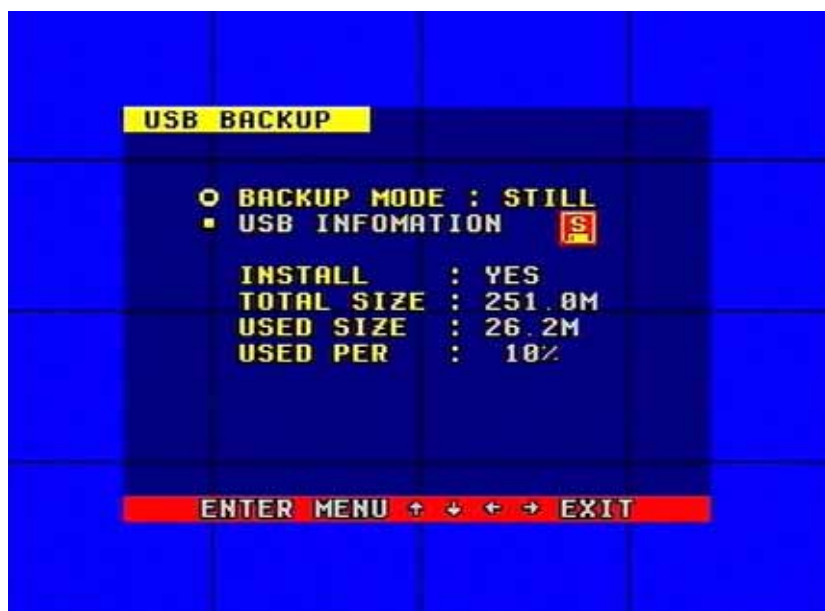 USB BACKUP
BACKUP MODE : STILL
USB INFOMATION S
INSTALL : YES
TOTAL SIZE : 251.0M
USED SIZE : 26.2M
USED PER : 10%
ENTER MENU ↑ ↓ ← → EXIT